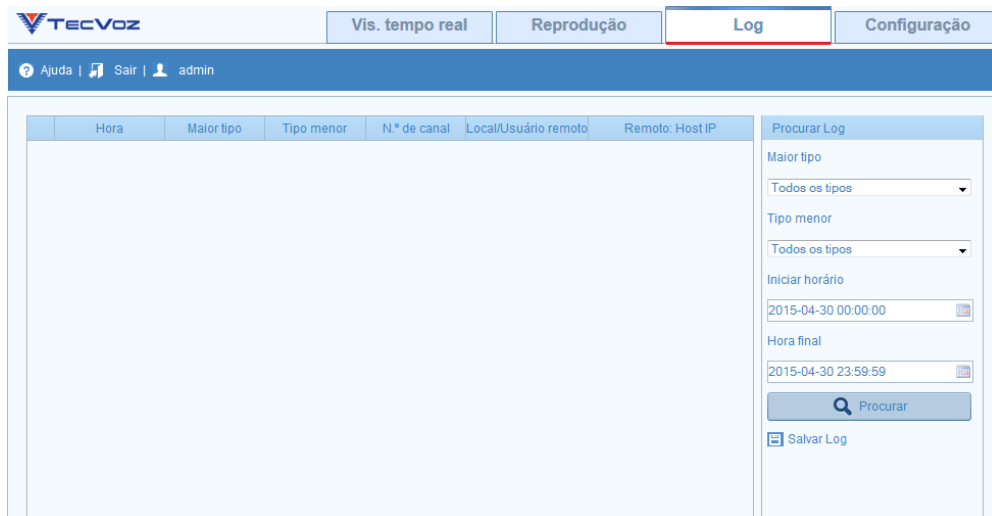 TECVOZ
Vis. tempo real
Reprodução
Log
Configuração
Ajuda | Sair | admin
Hora
Maior tipo
Tipo menor
N.º de canal
Local/Usuário remoto
Remoto: Host IP
Procurar Log
Maior tipo
Todos os tipos
Tipo menor
Todos os tipos
Iniciar horário
2015-04-30 00:00:00
Hora final
2015-04-30 23:59:59
Procurar
Salvar Log